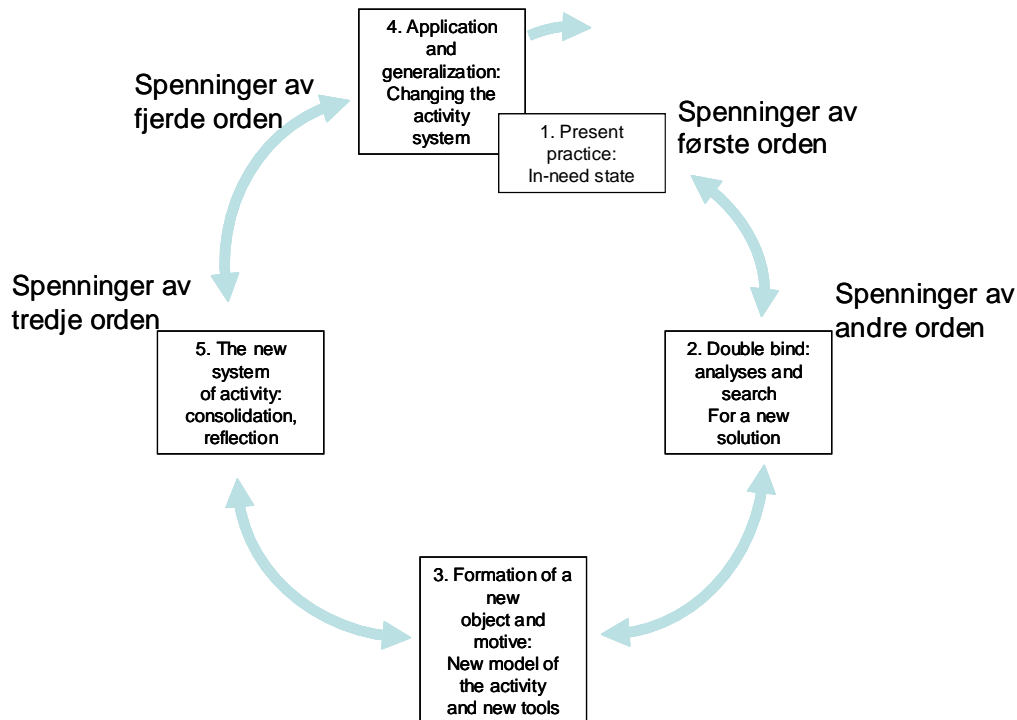 4. Application
and
generalization:
Changing the
activity
system
Spenninger av
fjerde orden
1. Present
practice:
In-need state
Spenninger av
første orden
Spenninger av
andre orden
2. Double bind:
analyses and
search
For a new
solution
3. Formation of a
new
object and
motive:
New model of
the activity
and new tools
Spenninger av
tredje orden
5. The new
system
of activity:
consolidation,
reflection